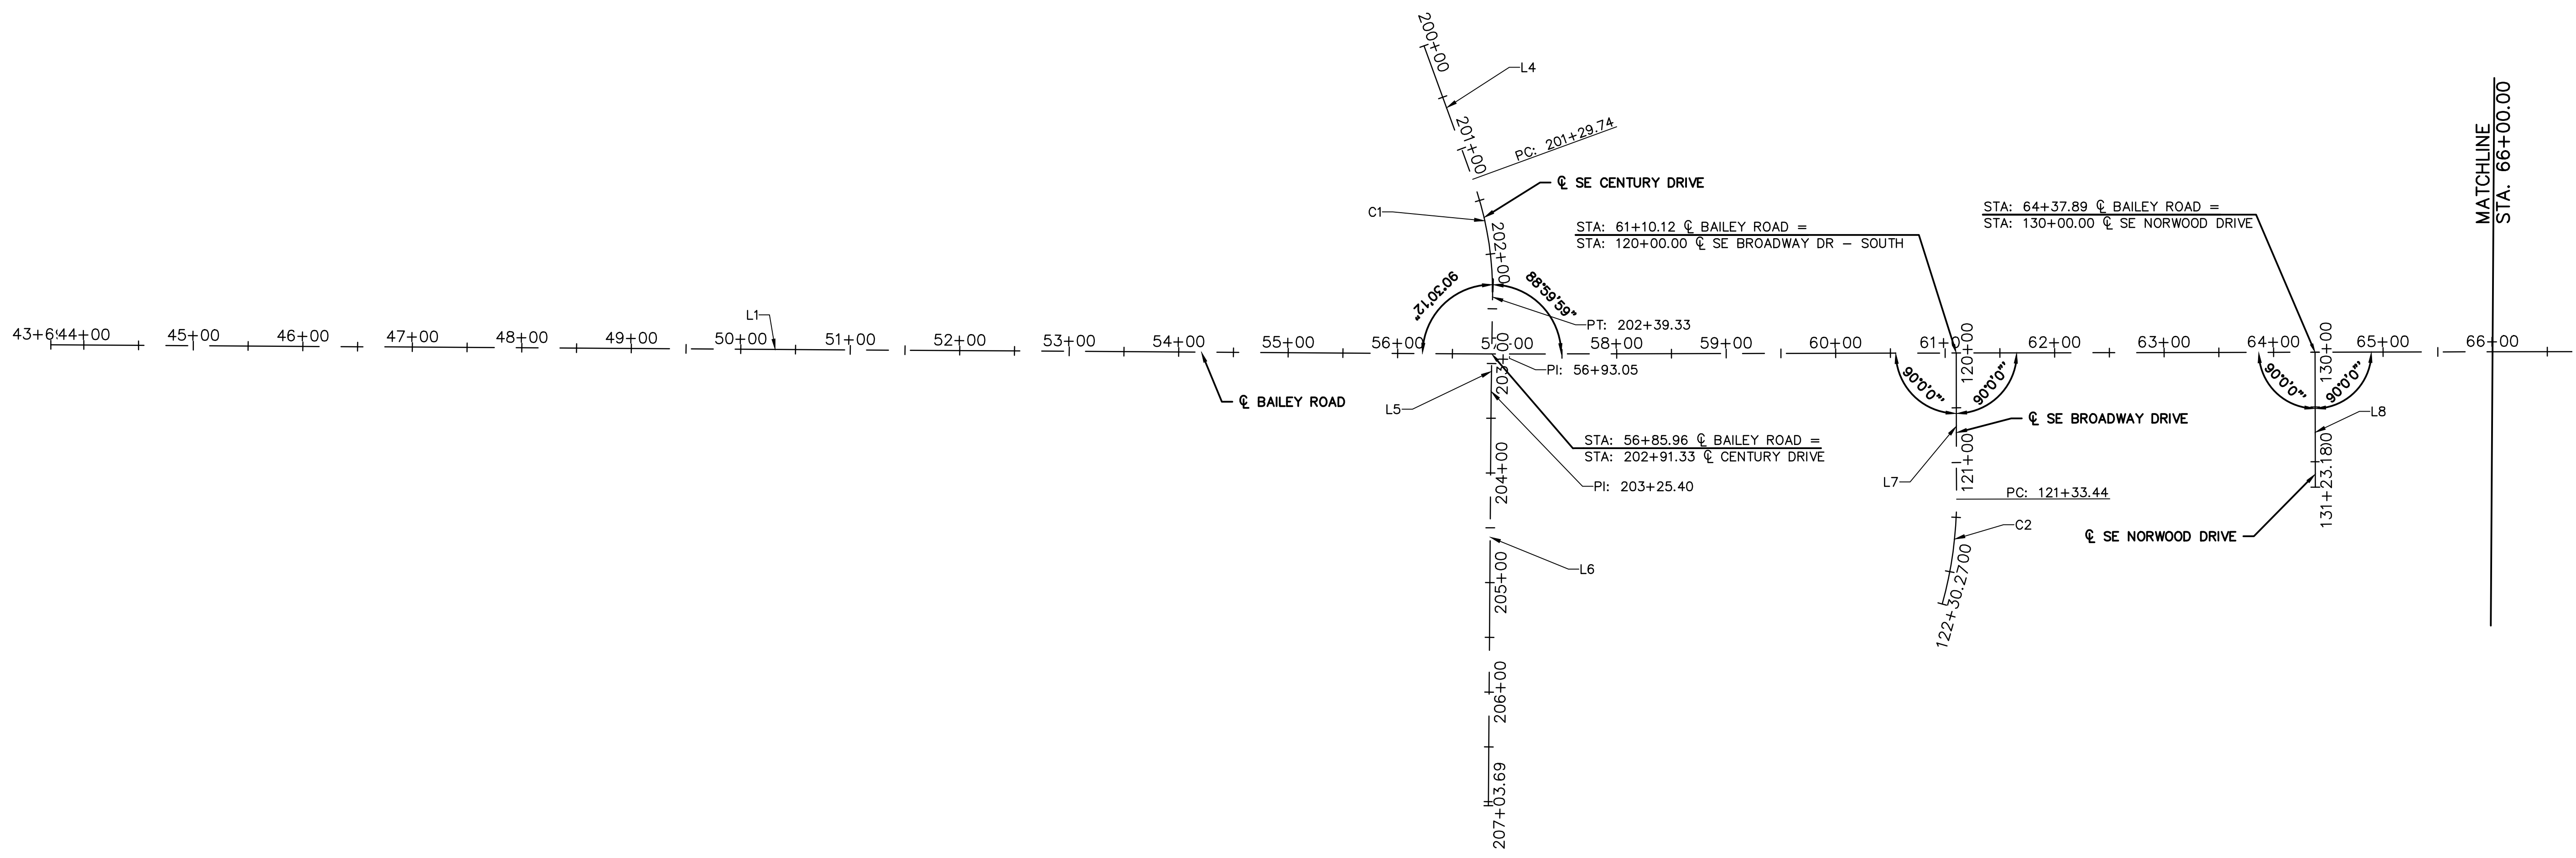 200+00
L4
201+00
PC: 201+29.74
℄ SE CENTURY DRIVE
C1
202+00
MATCHLINE
STA. 66+00.00
STA: 64+37.89 ℄ BAILEY ROAD =
STA: 130+00.00 ℄ SE NORWOOD DRIVE
STA: 61+10.12 ℄ BAILEY ROAD =
STA: 120+00.00 ℄ SE BROADWAY DR - SOUTH
90°30'12"
88°59'59"
L1
PT: 202+39.33
44+00
45+00
46+00
47+00
48+00
49+00
50+00
51+00
52+00
53+00
54+00
55+00
56+00
58+00
59+00
60+00
61+00
62+00
63+00
64+00
65+00
66+00
120+00
130+00
203+00
PI: 56+93.05
90°0'0"
90°0'0"
90°0'0"
90°0'0"
℄ BAILEY ROAD
L5
℄ SE BROADWAY DRIVE
L8
STA: 56+85.96 ℄ BAILEY ROAD =
STA: 202+91.33 ℄ CENTURY DRIVE
204+00
PI: 203+25.40
121+00
L7
PC: 121+33.44
131+23.18
C2
℄ SE NORWOOD DRIVE
L6
205+00
122+30.2700
206+00
207+03.69